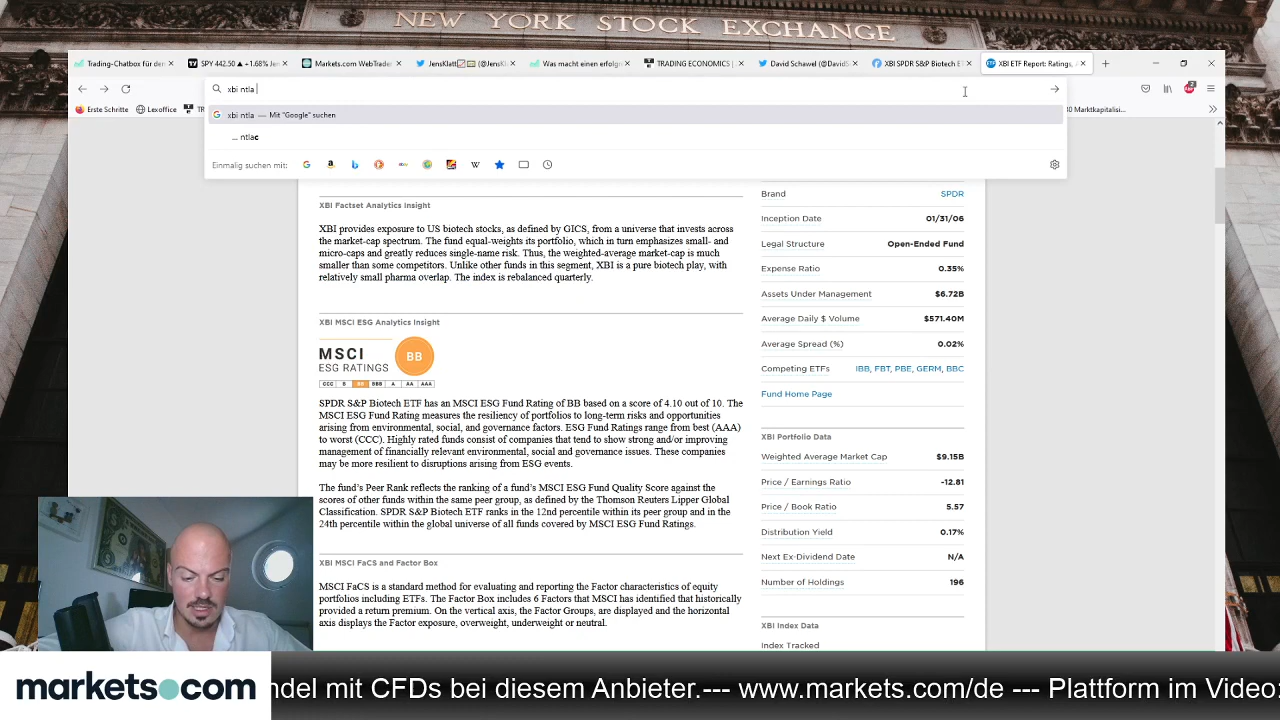 NEW YORK STOCK EXCHANGE
Trading-Chatbox für den
SPY 442.50 ▲ +1.68% Jen
Markets.com WebTrader
JensKlatt (@JensKl
Was macht einen erfolgr
TRADING ECONOMICS |
David Schawel (@DavidS
XBI SPDR S&P Biotech ET
XBI ETF Report: Ratings, A
xbi ntla
Erste Schritte
Lexoffice
TR
30 Marktkapitalisi...
xbi ntla — Mit "Google" suchen
... ntlac
Einmalig suchen mit:
XBI Factset Analytics Insight
XBI provides exposure to US biotech stocks, as defined by GICS, from a universe that invests across
the market-cap spectrum. The fund equal-weights its portfolio, which in turn emphasizes small- and
micro-caps and greatly reduces single-name risk. Thus, the weighted-average market-cap is much
smaller than some competitors. Unlike other funds in this segment, XBI is a pure biotech play, with
relatively small pharma overlap. The index is rebalanced quarterly.
XBI MSCI ESG Analytics Insight
MSCI
ESG RATINGS
BB
CCC B BB BBB A AA AAA
SPDR S&P Biotech ETF has an MSCI ESG Fund Rating of BB based on a score of 4.10 out of 10. The
MSCI ESG Fund Rating measures the resiliency of portfolios to long-term risks and opportunities
arising from environmental, social, and governance factors. ESG Fund Ratings range from best (AAA)
to worst (CCC). Highly rated funds consist of companies that tend to show strong and/or improving
management of financially relevant environmental, social and governance issues. These companies
may be more resilient to disruptions arising from ESG events.
The fund's Peer Rank reflects the ranking of a fund's MSCI ESG Fund Quality Score against the
scores of other funds within the same peer group, as defined by the Thomson Reuters Lipper Global
Classification. SPDR S&P Biotech ETF ranks in the 12nd percentile within its peer group and in the
24th percentile within the global universe of all funds covered by MSCI ESG Fund Ratings.
XBI MSCI FaCS and Factor Box
MSCI FaCS is a standard method for evaluating and reporting the Factor characteristics of equity
portfolios including ETFs. The Factor Box includes 6 Factors that MSCI has identified that historically
provided a return premium. On the vertical axis, the Factor Groups, are displayed and the horizontal
axis displays the Factor exposure, overweight, underweight or neutral.
Brand SPDR
Inception Date 01/31/06
Legal Structure Open-Ended Fund
Expense Ratio 0.35%
Assets Under Management $6.72B
Average Daily $ Volume $571.40M
Average Spread (%) 0.02%
Competing ETFs IBB, FBT, PBE, GERM, BBC
Fund Home Page
XBI Portfolio Data
Weighted Average Market Cap $9.15B
Price / Earnings Ratio -12.81
Price / Book Ratio 5.57
Distribution Yield 0.17%
Next Ex-Dividend Date N/A
Number of Holdings 196
XBI Index Data
Index Tracked
markets.com
ndel mit CFDs bei diesem Anbieter.--- www.markets.com/de --- Plattform im Video: